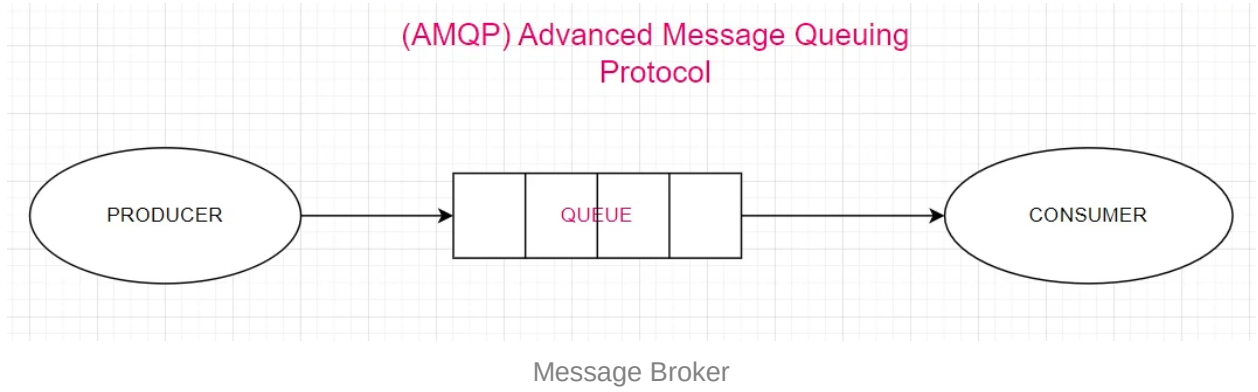 (AMQP) Advanced Message Queuing
Protocol
PRODUCER
QUEUE
CONSUMER
Message Broker